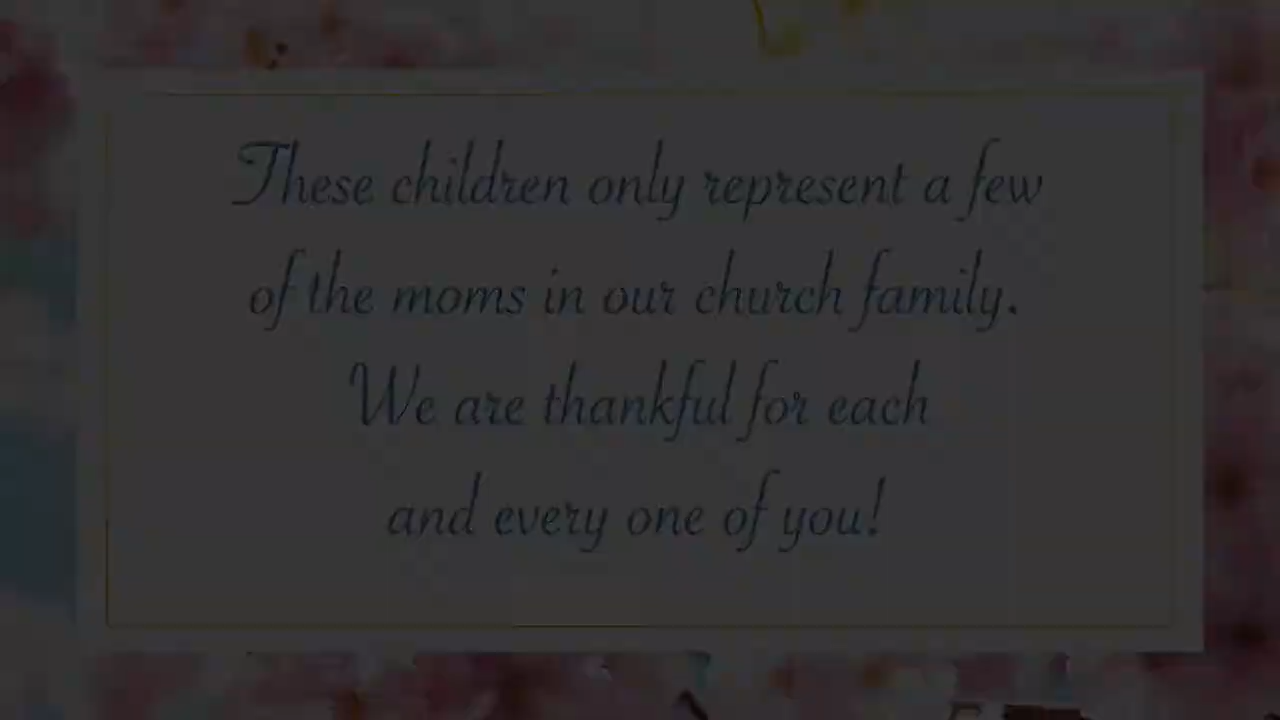 These children only represent a few
of the moms in our church family.
We are thankful for each
and every one of you!